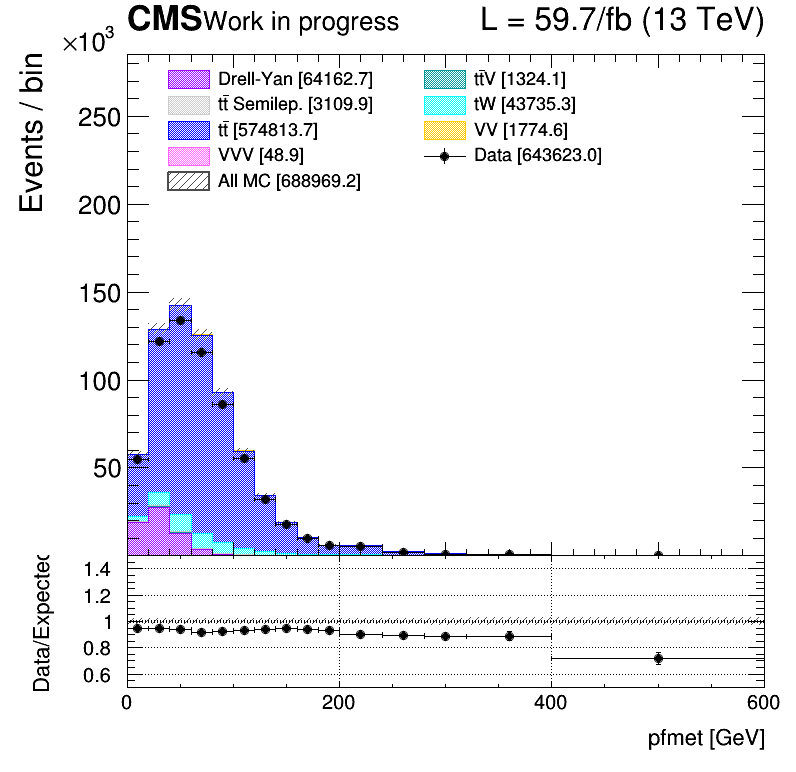 CMS Work in progress L = 59.7/fb (13 TeV)
×10³
Events / bin
Drell-Yan [64162.7]
tt̄V [1324.1]
tt̄ Semilep. [3109.9]
tW [43735.3]
tt̄ [574813.7]
VV [1774.6]
VVV [48.9]
Data [643623.0]
All MC [688969.2]
250
200
150
100
50
Data/Expected
1.4
1.2
1
0.8
0.6
0 200 400 600
pfmet [GeV]